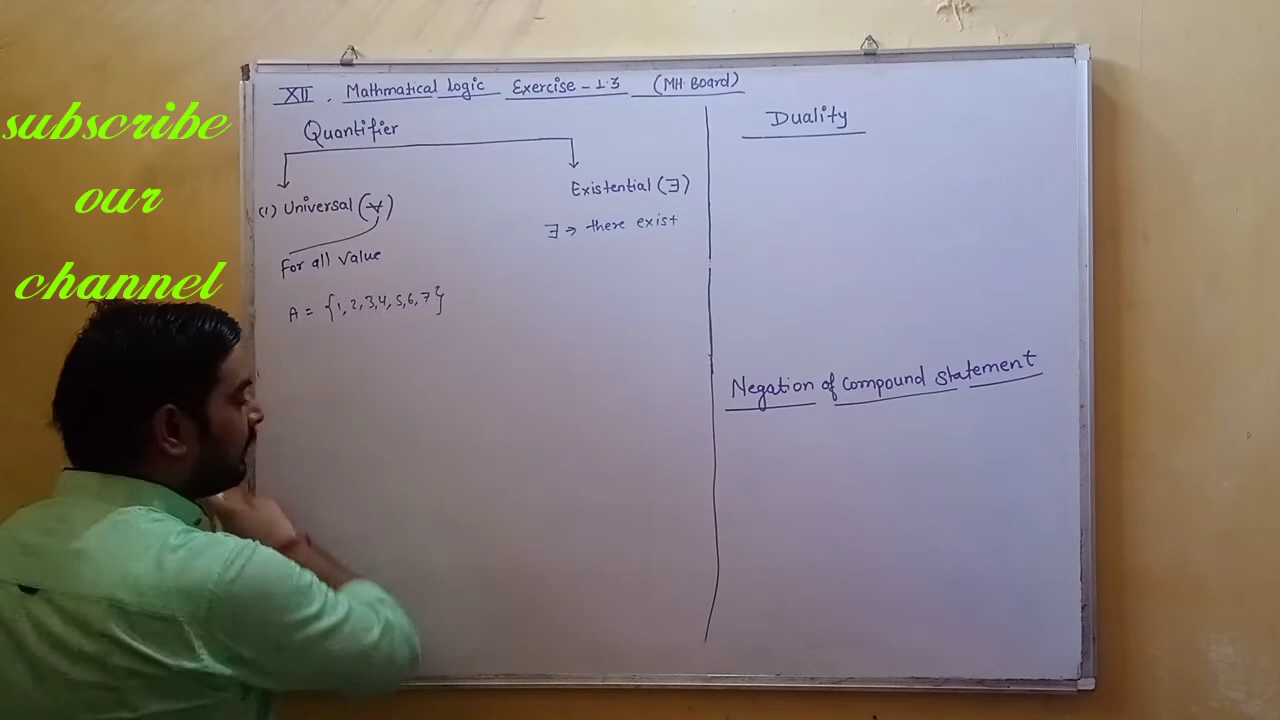 subscribe
our
channel
XII . Mathmatical Logic Exercise - 1.3 (MH. Board)
Quantifier
(1) Universal (∀)
For all value
A = {1, 2, 3, 4, 5, 6, 7}
Existential (∃)
∃ → there exist
Duality
Negation of compound statement